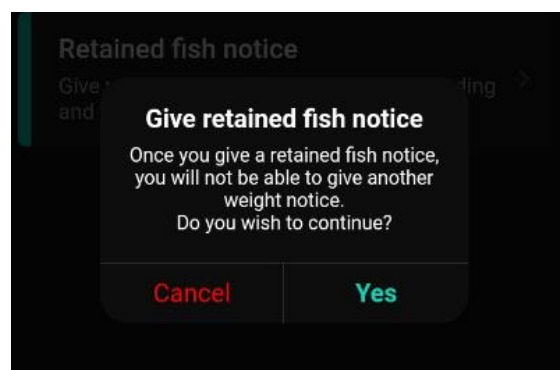 Retained fish notice
Give
ding
and
Give retained fish notice
Once you give a retained fish notice,
you will not be able to give another
weight notice.
Do you wish to continue?
Cancel
Yes